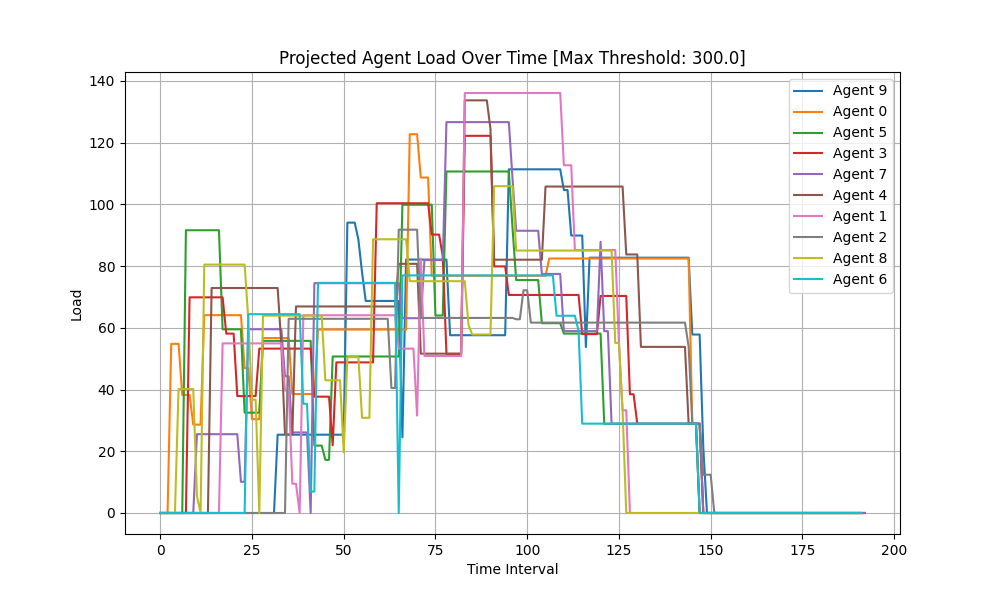 Projected Agent Load Over Time [Max Threshold: 300.0]
Load
140
120
100
80
60
40
20
0
0 25 50 75 100 125 150 175 200
Time Interval
Agent 9
Agent 0
Agent 5
Agent 3
Agent 7
Agent 4
Agent 1
Agent 2
Agent 8
Agent 6